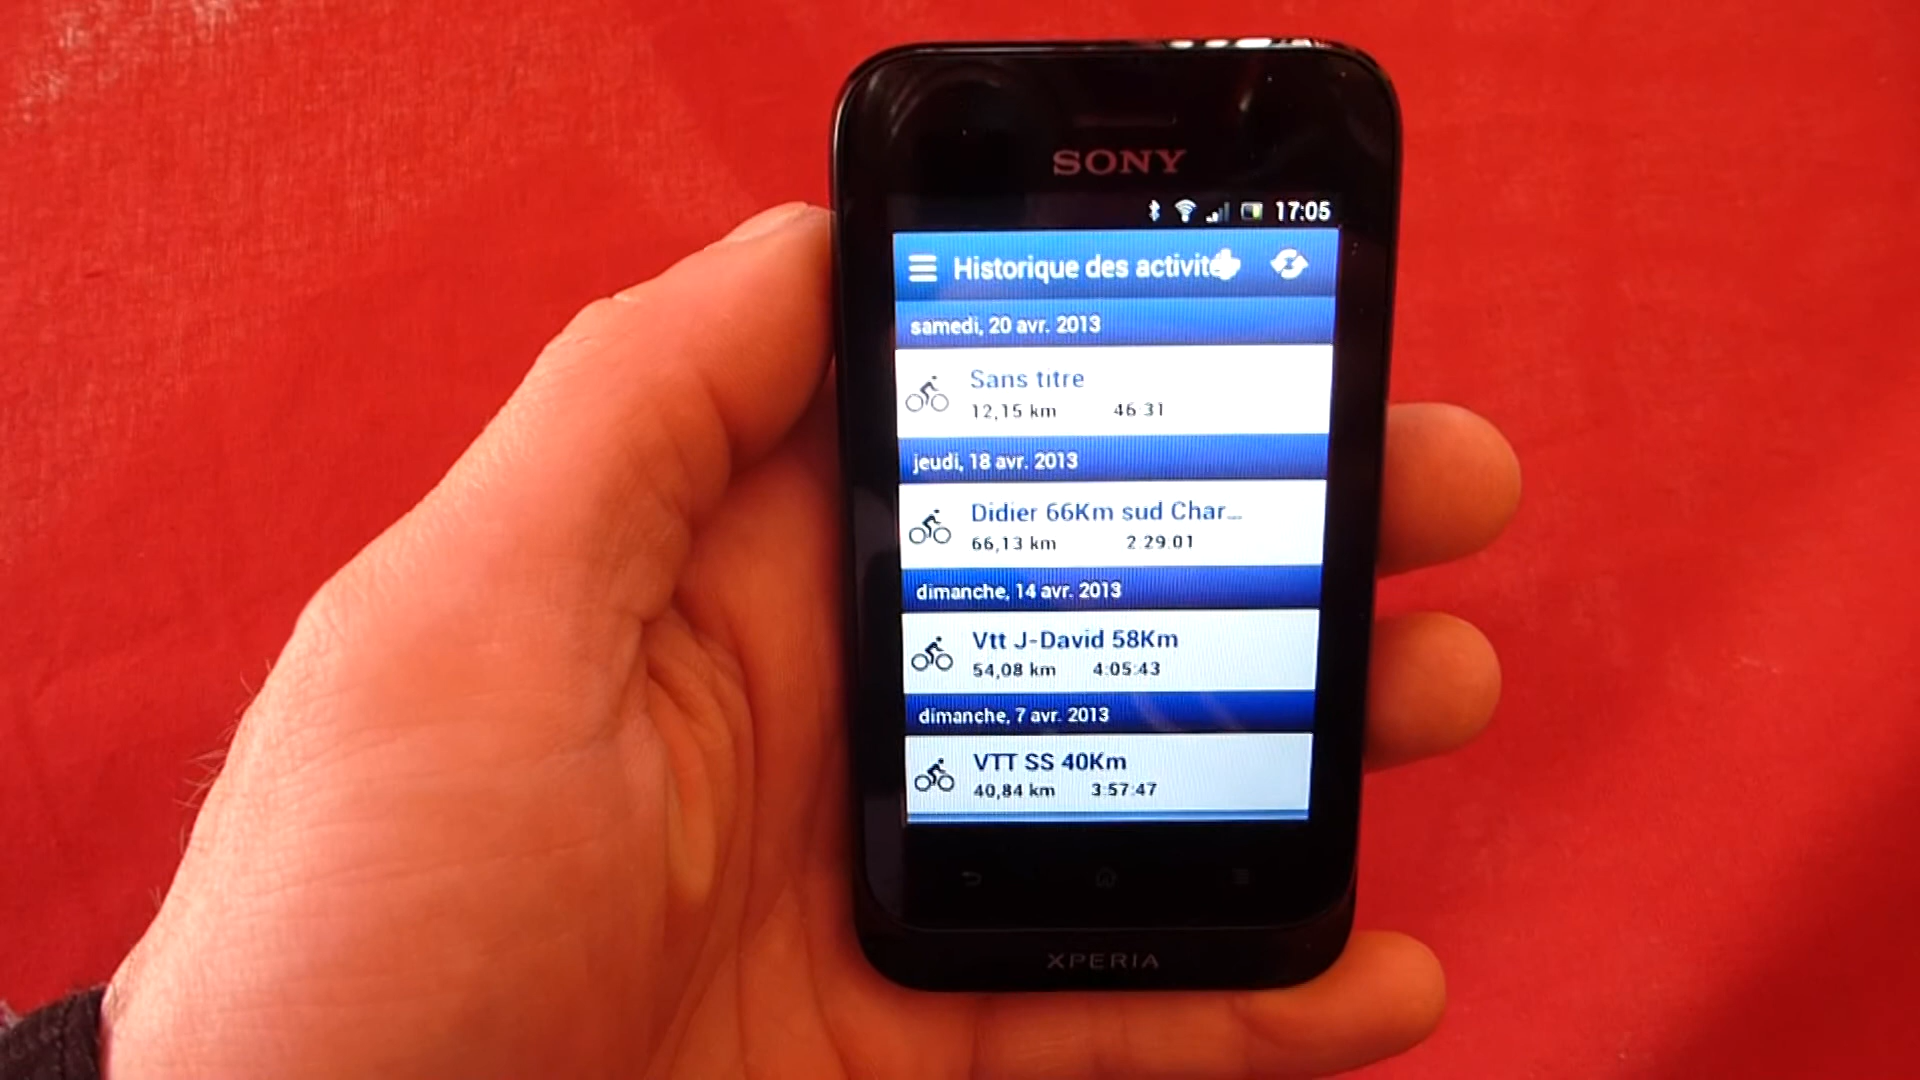 SONY
17:05
Historique des activité
samedi, 20 avr. 2013
Sans titre
12,15 km 46 31
jeudi, 18 avr. 2013
Didier 66Km sud Char...
66,13 km 2 29.01
dimanche, 14 avr. 2013
Vtt J-David 58Km
54,08 km 4:05:43
dimanche, 7 avr. 2013
VTT SS 40Km
40,84 km 3:57:47
XPERIA